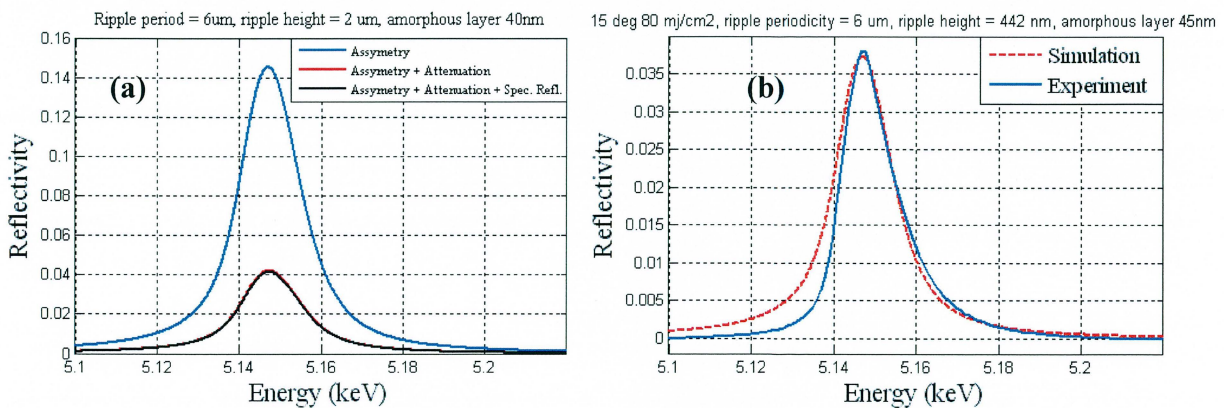 Ripple period = 6um, ripple height = 2 um, amorphous layer 40nm
0.16
0.14
0.12
0.1
0.08
0.06
0.04
0.02
0
5.1
5.12
5.14
5.16
5.18
5.2
Reflectivity
Energy (keV)
(a)
Assymetry
Assymetry + Attenuation
Assymetry + Attenuation + Spec. Refl.
15 deg 80 mj/cm2, ripple periodicity = 6 um, ripple height = 442 nm, amorphous layer 45nm
0.035
0.03
0.025
0.02
0.015
0.01
0.005
0
5.1
5.12
5.14
5.16
5.18
5.2
Reflectivity
Energy (keV)
(b)
Simulation
Experiment